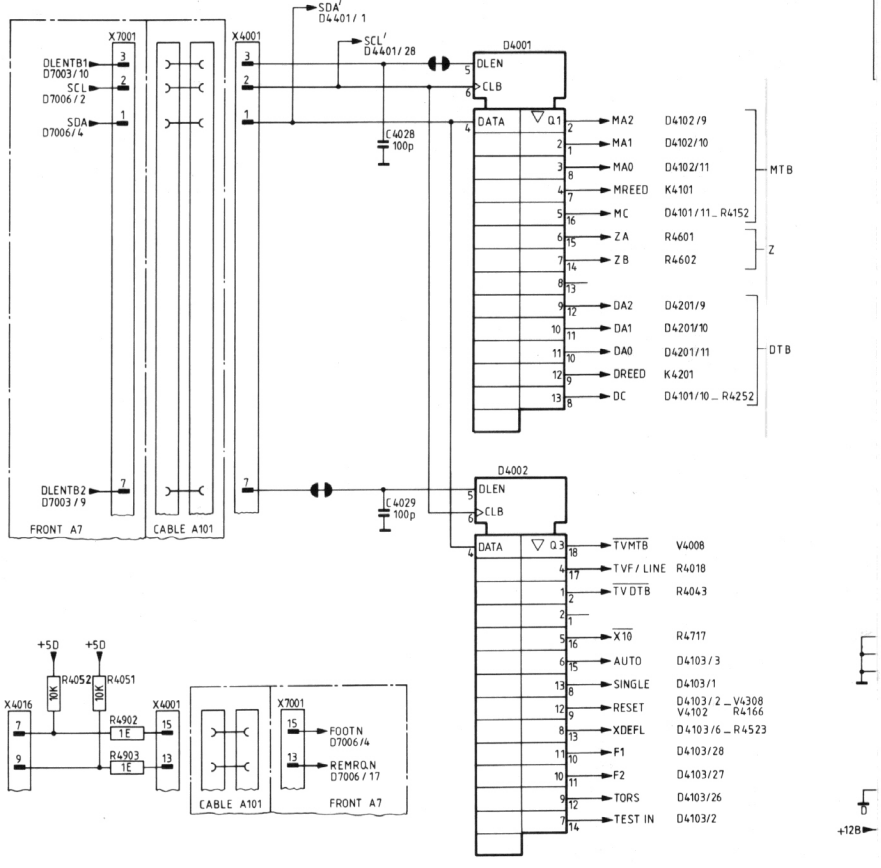 SDA'
D4401/1
SCL'
D4401/28
X7001
X4001
D4001
DLENTB1
D7003/10
3
3
5
DLEN
SCL
D7006/2
2
2
6
CLB
SDA
D7006/4
1
1
4
DATA
C4028
100p
Q1 2 MA2 D4102/9
2 1 MA1 D4102/10
3 8 MA0 D4102/11
4 7 MREED K4101
5 16 MC D4101/11_R4152
MTB
6 15 ZA R4601
7 14 ZB R4602
Z
8 13
9 12 DA2 D4201/9
10 11 DA1 D4201/10
11 10 DA0 D4201/11
12 9 DREED K4201
13 8 DC D4101/10_R4252
DTB
D4002
DLENTB2
D7003/9
7
7
5
DLEN
6
CLB
C4029
100p
FRONT A7
CABLE A101
4
DATA
Q3 18 TVMTB V4008
4 17 TVF/LINE R4018
1 2 TVDTB R4043
2 1
5 16 X10 R4717
6 15 AUTO D4103/3
13 8 SINGLE D4103/1
12 9 RESET D4103/2_V4308
V4102 R4166
8 13 XDEFL D4103/6_R4523
11 10 F1 D4103/28
10 11 F2 D4103/27
9 12 TORS D4103/26
7 14 TEST IN D4103/2
+5D
+5D
R4052
10K
R4051
10K
X4016
X4001
X7001
7
R4902
1E
15
15
FOOTN
D7006/4
9
R4903
1E
13
13
REMRQN
D7006/17
CABLE A101
FRONT A7
D
+12B